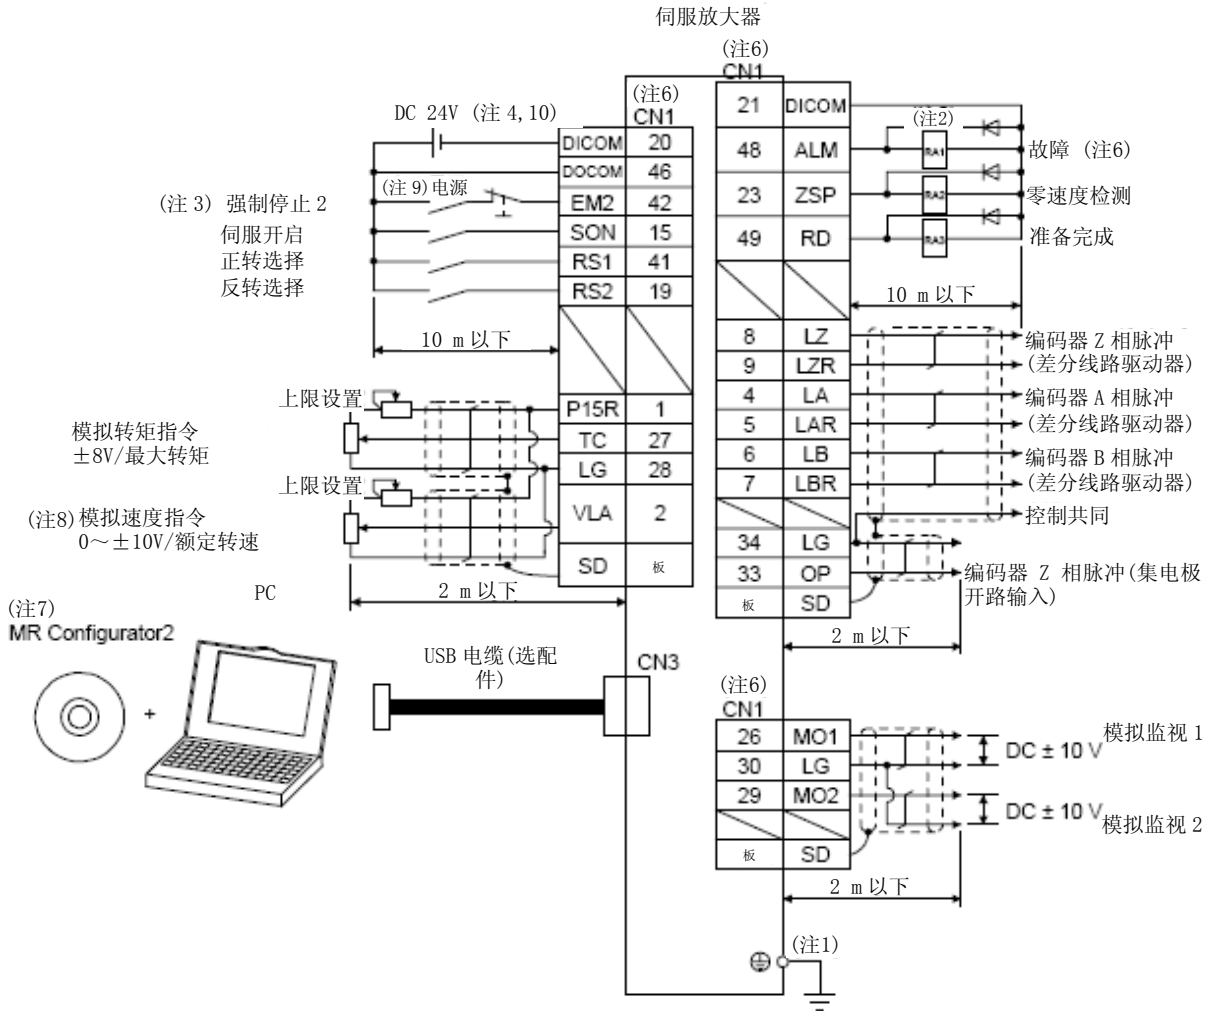 伺服放大器
(注6)
CN1
21 DICOM
48 ALM
23 ZSP
49 RD
(注2)
RA1
RA2
RA3
故障 (注6)
零速度检测
准备完成
10 m 以下
DC 24V (注 4,10)
(注6)
CN1
DICOM 20
DOCOM 46
EM2 42
SON 15
RS1 41
RS2 19
(注 9) 电源
(注 3) 强制停止 2
伺服开启
正转选择
反转选择
10 m 以下
P15R 1
TC 27
LG 28
VLA 2
SD 板
上限设置
模拟转矩指令
±8V/最大转矩
上限设置
(注8) 模拟速度指令
0～±10V/额定转速
2 m 以下
8 LZ
9 LZR
4 LA
5 LAR
6 LB
7 LBR
34 LG
33 OP
板 SD
编码器 Z 相脉冲
(差分线路驱动器)
编码器 A 相脉冲
(差分线路驱动器)
编码器 B 相脉冲
(差分线路驱动器)
控制共同
编码器 Z 相脉冲(集电极
开路输入)
2 m 以下
PC
(注7)
MR Configurator2
+
USB 电缆(选配
件)
CN3
(注6)
CN1
26 MO1
30 LG
29 MO2
板 SD
模拟监视 1
DC ± 10 V
DC ± 10 V
模拟监视 2
2 m 以下
(注1)